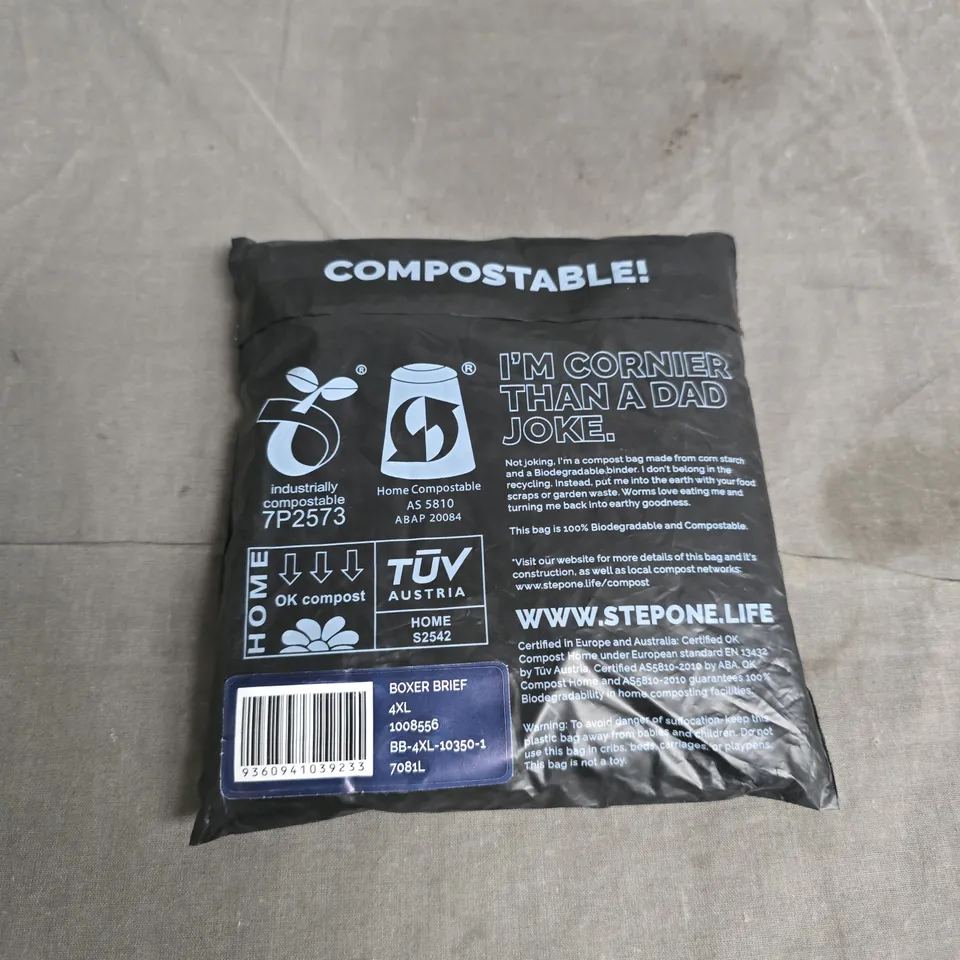 COMPOSTABLE!
®
industrially
compostable
7P2573
®
Home Compostable
AS 5810
ABAP 20084
HOME
OK compost
TÜV
AUSTRIA
HOME
S2542
I'M CORNIER
THAN A DAD
JOKE.
Not joking, I'm a compost bag made from corn starch
and a Biodegradable binder. I don't belong in the
recycling. Instead, put me into the earth with your food
scraps or garden waste. Worms love eating me and
turning me back into earthy goodness.
This bag is 100% Biodegradable and Compostable.
*Visit our website for more details of this bag and it's
construction, as well as local compost networks:
www.stepone.life/compost
WWW.STEPONE.LIFE
Certified in Europe and Australia: Certified OK
Compost Home under European standard EN 13432
by Tüv Austria, Certified AS5810-2010 by ABA. OK
Compost Home and AS5810-2010 guarantees 100%
Biodegradability in home composting facilities.
Warning: To avoid danger of suffocation, keep this
plastic bag away from babies and children. Do not
use this bag in cribs, beds, carriages, or playpens.
This bag is not a toy.
BOXER BRIEF
4XL
1008556
BB-4XL-10350-1
7081L
9360941039233